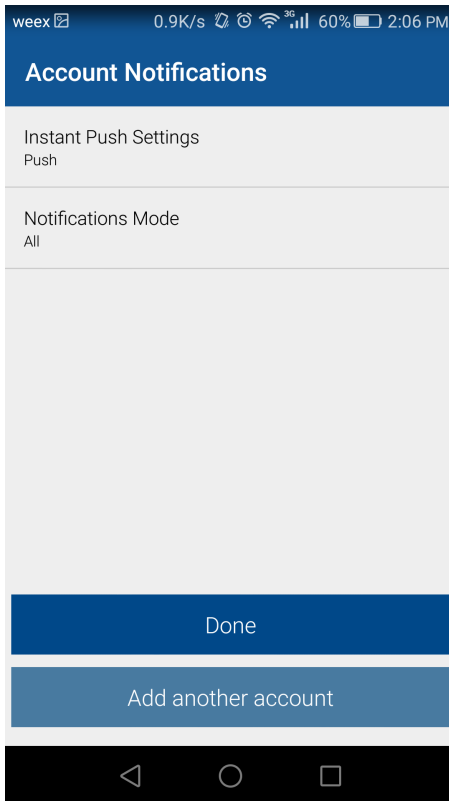 weex 0.9K/s 3G 60% 2:06 PM
Account Notifications
Instant Push Settings
Push
Notifications Mode
All
Done
Add another account